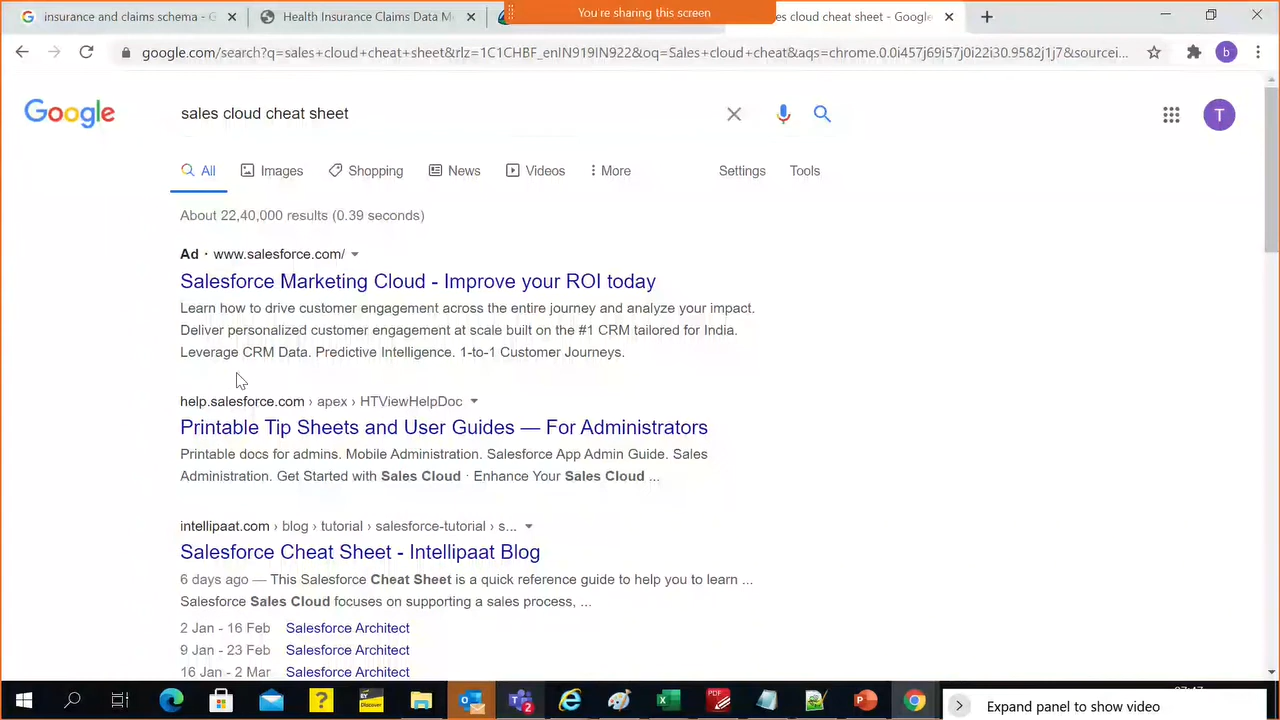 insurance and claims schema - G
Health Insurance Claims Data M
You're sharing this screen
es cloud cheat sheet - Google
google.com/search?q=sales+cloud+cheat+sheet&rlz=1C1CHBF_enIN919IN922&oq=Sales+cloud+cheat&aqs=chrome.0.0i457j69i57j0i22i30.9582j1j7&sourcei...
b
Google
sales cloud cheat sheet
T
All
Images
Shopping
News
Videos
More
Settings
Tools
About 22,40,000 results (0.39 seconds)
Ad · www.salesforce.com/
Salesforce Marketing Cloud - Improve your ROI today
Learn how to drive customer engagement across the entire journey and analyze your impact.
Deliver personalized customer engagement at scale built on the #1 CRM tailored for India.
Leverage CRM Data. Predictive Intelligence. 1-to-1 Customer Journeys.
help.salesforce.com › apex › HTViewHelpDoc
Printable Tip Sheets and User Guides — For Administrators
Printable docs for admins. Mobile Administration. Salesforce App Admin Guide. Sales
Administration. Get Started with Sales Cloud · Enhance Your Sales Cloud ...
intellipaat.com › blog › tutorial › salesforce-tutorial › s...
Salesforce Cheat Sheet - Intellipaat Blog
6 days ago — This Salesforce Cheat Sheet is a quick reference guide to help you to learn ...
Salesforce Sales Cloud focuses on supporting a sales process, ...
2 Jan - 16 Feb Salesforce Architect
9 Jan - 23 Feb Salesforce Architect
16 Jan - 2 Mar Salesforce Architect
EY
Discover
2
PDF
Expand panel to show video